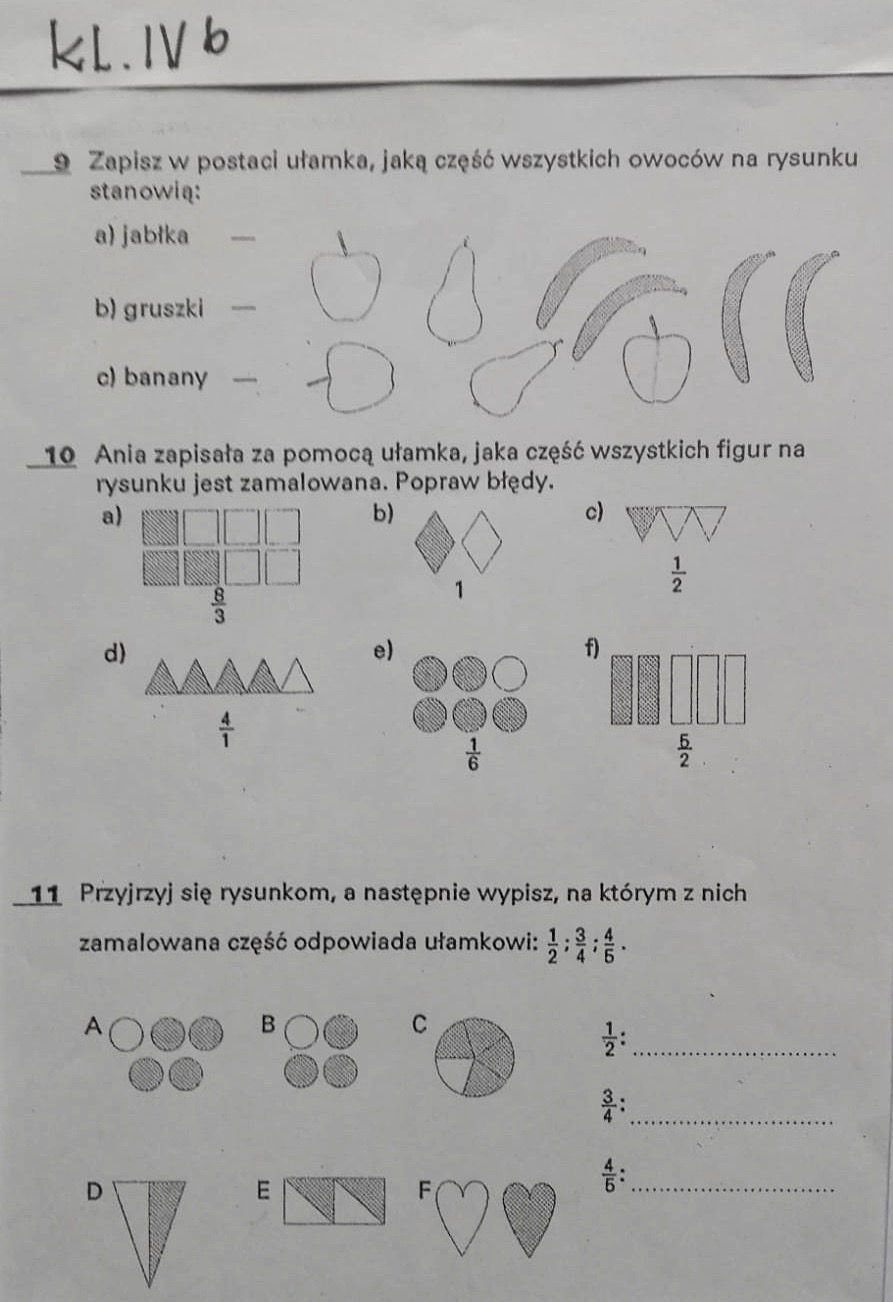 kl. IV b
9 Zapisz w postaci ułamka, jaką część wszystkich owoców na rysunku
stanowią:
a) jabłka —
b) gruszki —
c) banany —
10 Ania zapisała za pomocą ułamka, jaka część wszystkich figur na
rysunku jest zamalowana. Popraw błędy.
a) b) c)
8/3 1 1/2
d) e) f)
4/1 1/6 5/2
11 Przyjrzyj się rysunkom, a następnie wypisz, na którym z nich
zamalowana część odpowiada ułamkowi: 1/2 ; 3/4 ; 4/5 .
A B C 1/2: ........................
3/4: ........................
D E F 4/5: ........................